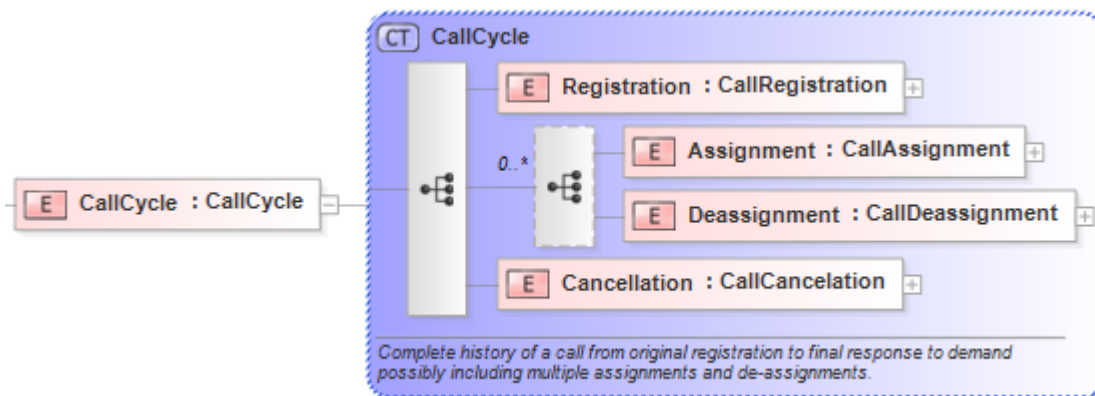 CT CallCycle
E Registration : CallRegistration
0..*
E Assignment : CallAssignment
E CallCycle : CallCycle
E Deassignment : CallDeassignment
E Cancellation : CallCancelation
Complete history of a call from original registration to final response to demand
possibly including multiple assignments and de-assignments.